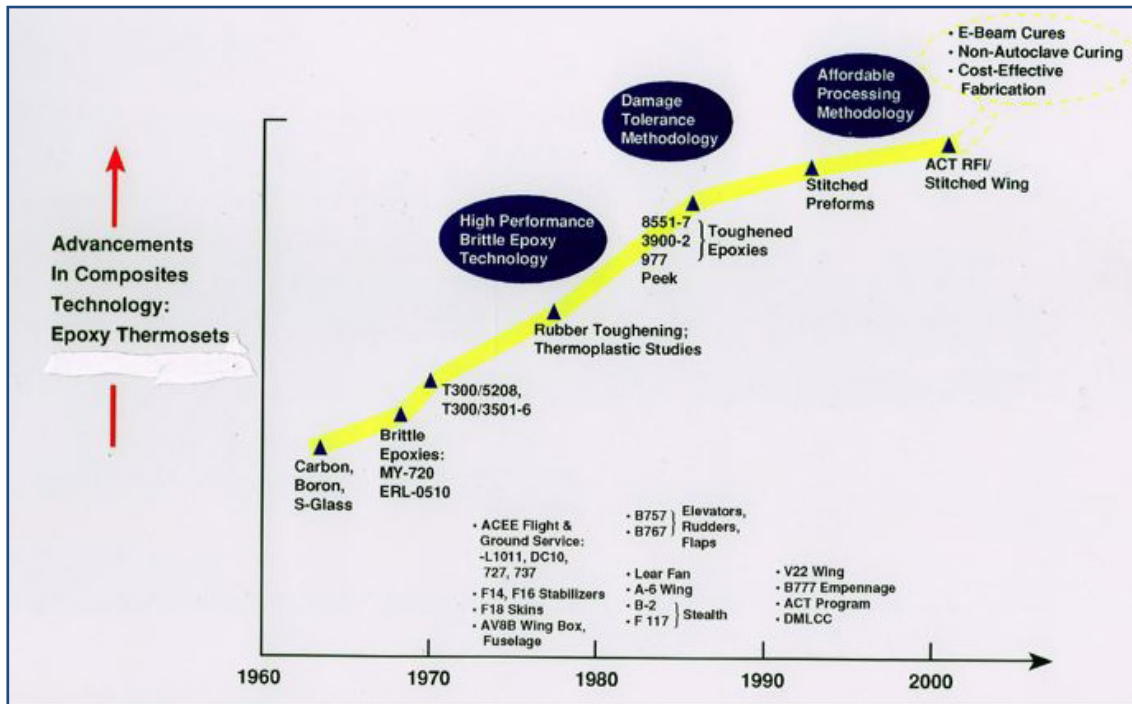 • E-Beam Cures
• Non-Autoclave Curing
• Cost-Effective
Fabrication
Affordable
Processing
Methodology
Damage
Tolerance
Methodology
High Performance
Brittle Epoxy
Technology
Advancements
In Composites
Technology:
Epoxy Thermosets
ACT RFI/
Stitched Wing
Stitched
Preforms
8551-7
3900-2
977
Peek
Toughened
Epoxies
Rubber Toughening;
Thermoplastic Studies
T300/5208,
T300/3501-6
Brittle
Epoxies:
MY-720
ERL-0510
Carbon,
Boron,
S-Glass
• ACEE Flight &
Ground Service:
-L1011, DC10,
727, 737
• F14, F16 Stabilizers
• F18 Skins
• AV8B Wing Box,
Fuselage
• B757
• B767
Elevators,
Rudders,
Flaps
• Lear Fan
• A-6 Wing
• B-2
• F 117
Stealth
• V22 Wing
• B777 Empennage
• ACT Program
• DMLCC
1960
1970
1980
1990
2000